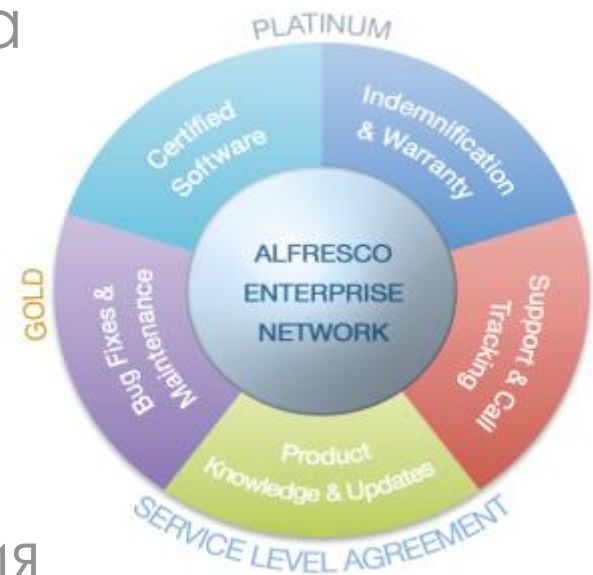 а
PLATINUM
Certified
Software
Indemnification
& Warranty
GOLD
Bug Fixes &
Maintenance
ALFRESCO
ENTERPRISE
NETWORK
Support & Call
Tracking
Product
Knowledge & Updates
SERVICE LEVEL AGREEMENT
ия